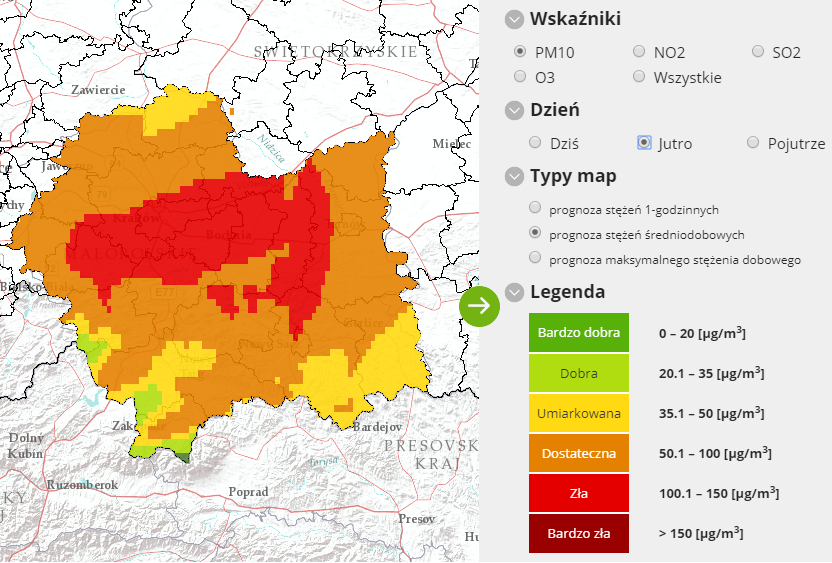 ŚWIĘTOKRZYSKIE
Zawiercie
Nidzica
Mielec
Kraków
Bochnia
MAŁOPOLSKIE
Bielsko-Biała
E77
Dolny
Kubin
Bardejov
PRESOVSKY
KRAJ
Ruzomberok
Poprad
Torysa
Presov
Wskaźniki
PM10
NO2
SO2
O3
Wszystkie
Dzień
Dziś
Jutro
Pojutrze
Typy map
prognoza stężeń 1-godzinnych
prognoza stężeń średniodobowych
prognoza maksymalnego stężenia dobowego
Legenda
Bardzo dobra 0 – 20 [µg/m³]
Dobra 20.1 – 35 [µg/m³]
Umiarkowana 35.1 – 50 [µg/m³]
Dostateczna 50.1 – 100 [µg/m³]
Zła 100.1 – 150 [µg/m³]
Bardzo zła > 150 [µg/m³]